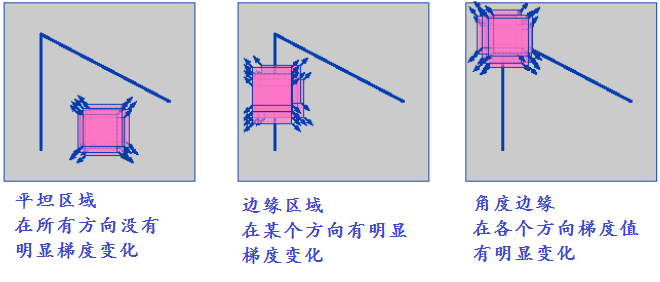 平坦区域
在所有方向没有
明显梯度变化
边缘区域
在某个方向有明显
梯度变化
角度边缘
在各个方向梯度值
有明显变化